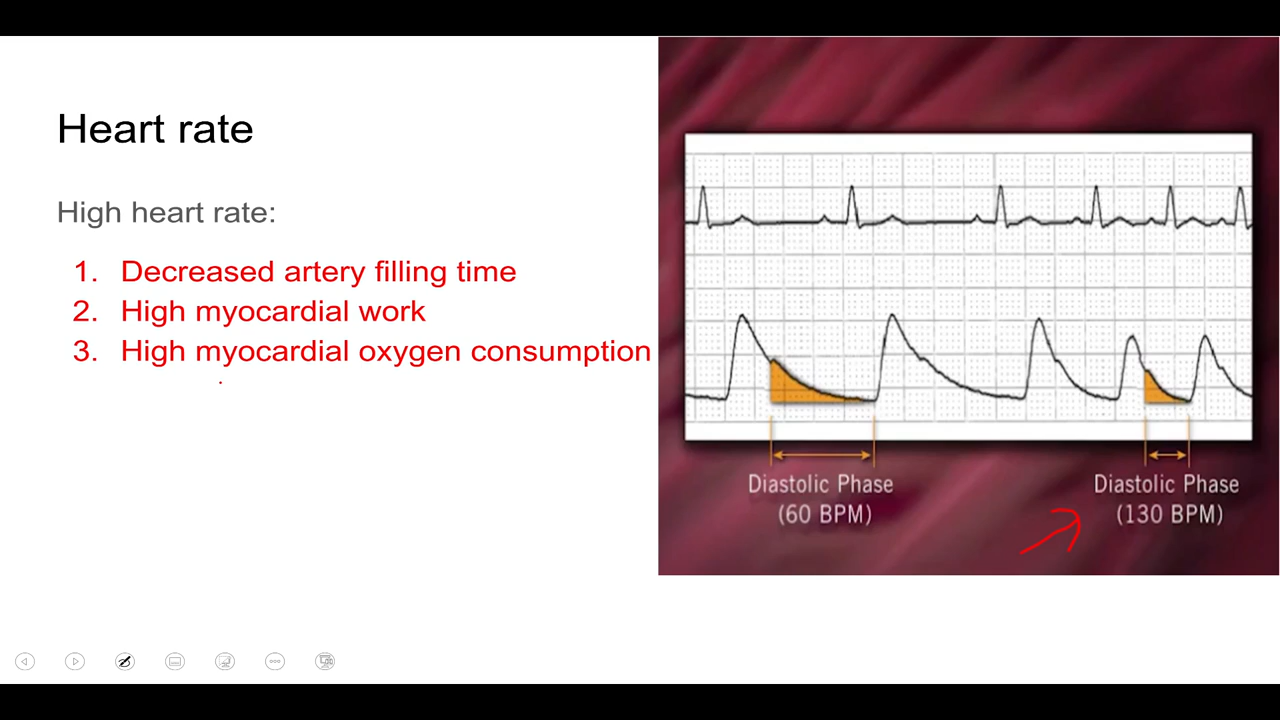 Heart rate
High heart rate:
1. Decreased artery filling time
2. High myocardial work
3. High myocardial oxygen consumption
Diastolic Phase
(60 BPM)
Diastolic Phase
(130 BPM)